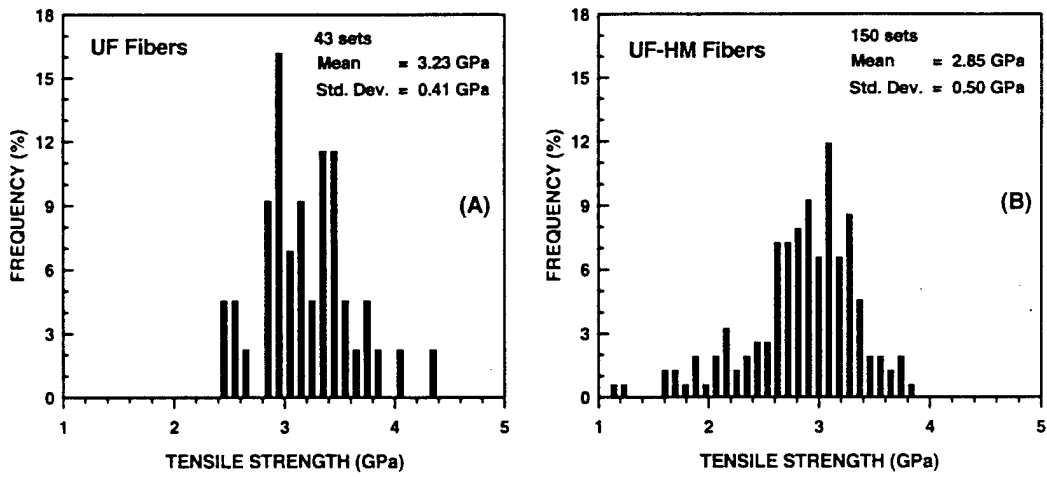 18
15
12
9
6
3
0
FREQUENCY (%)
UF Fibers
43 sets
Mean = 3.23 GPa
Std. Dev. = 0.41 GPa
(A)
1 2 3 4 5
TENSILE STRENGTH (GPa)
18
15
12
9
6
3
0
FREQUENCY (%)
UF-HM Fibers
150 sets
Mean = 2.85 GPa
Std. Dev. = 0.50 GPa
(B)
1 2 3 4 5
TENSILE STRENGTH (GPa)